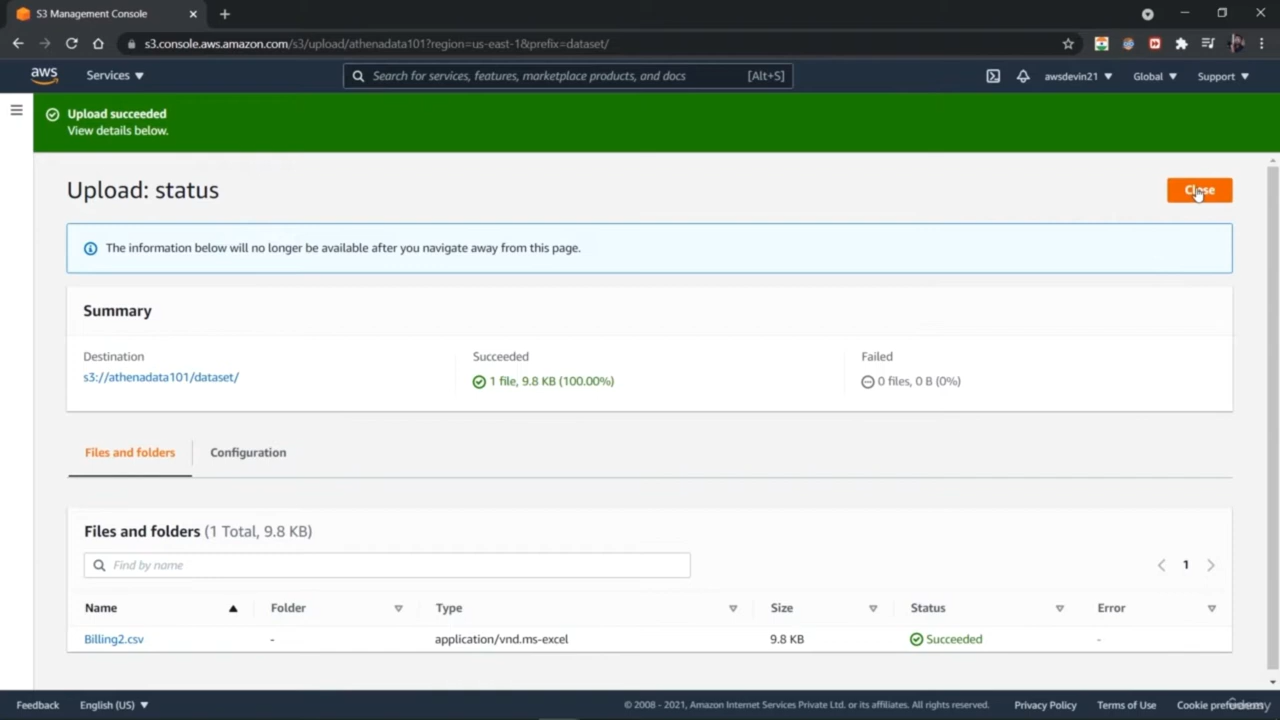 S3 Management Console
s3.console.aws.amazon.com/s3/upload/athenadata101?region=us-east-1&prefix=dataset/
aws Services Search for services, features, marketplace products, and docs [Alt+S] awsdevin21 Global Support
Upload succeeded
View details below.
Upload: status
Close
The information below will no longer be available after you navigate away from this page.
Summary
Destination Succeeded Failed
s3://athenadata101/dataset/ 1 file, 9.8 KB (100.00%) 0 files, 0 B (0%)
Files and folders Configuration
Files and folders (1 Total, 9.8 KB)
Find by name 1
Name Folder Type Size Status Error
Billing2.csv - application/vnd.ms-excel 9.8 KB Succeeded -
Feedback English (US) © 2008 - 2021, Amazon Internet Services Private Ltd. or its affiliates. All rights reserved. Privacy Policy Terms of Use Cookie preferences
Udemy